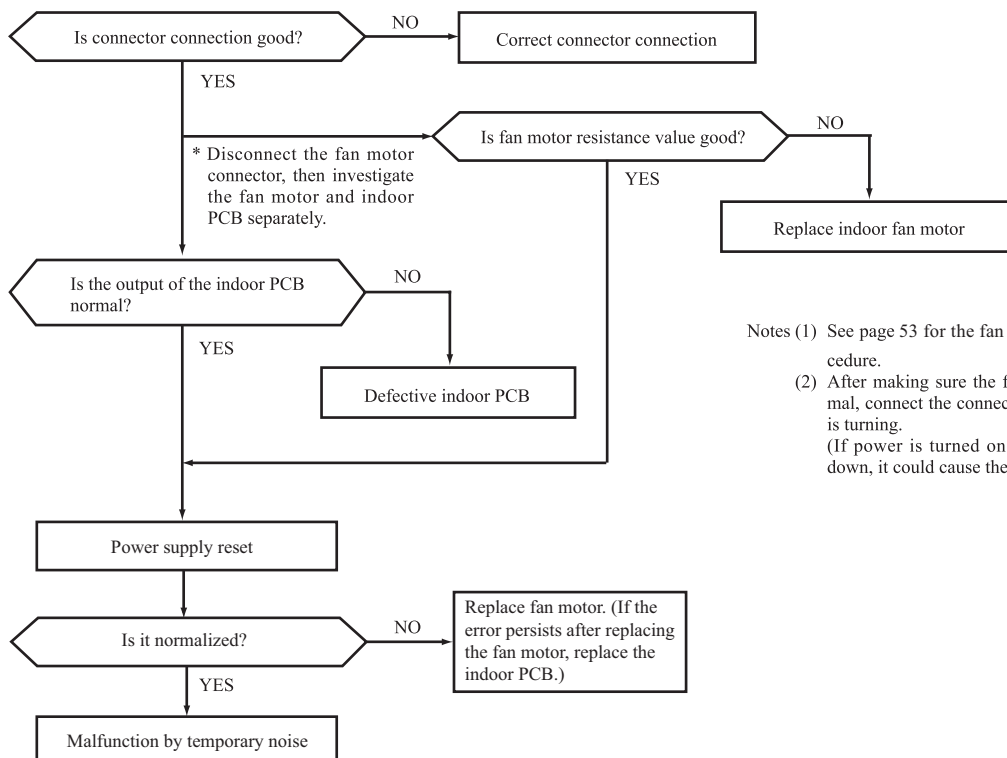 Is connector connection good?
NO
Correct connector connection
YES
Is fan motor resistance value good?
NO
* Disconnect the fan motor
connector, then investigate
the fan motor and indoor
PCB separately.
YES
Replace indoor fan motor
Is the output of the indoor PCB
normal?
NO
YES
Defective indoor PCB
Notes (1) See page 53 for the fan
cedure.
(2) After making sure the
mal, connect the
is turning.
(If power is turned on
down, it could cause the
Power supply reset
Is it normalized?
NO
Replace fan motor. (If the
error persists after replacing
the fan motor, replace the
indoor PCB.)
YES
Malfunction by temporary noise